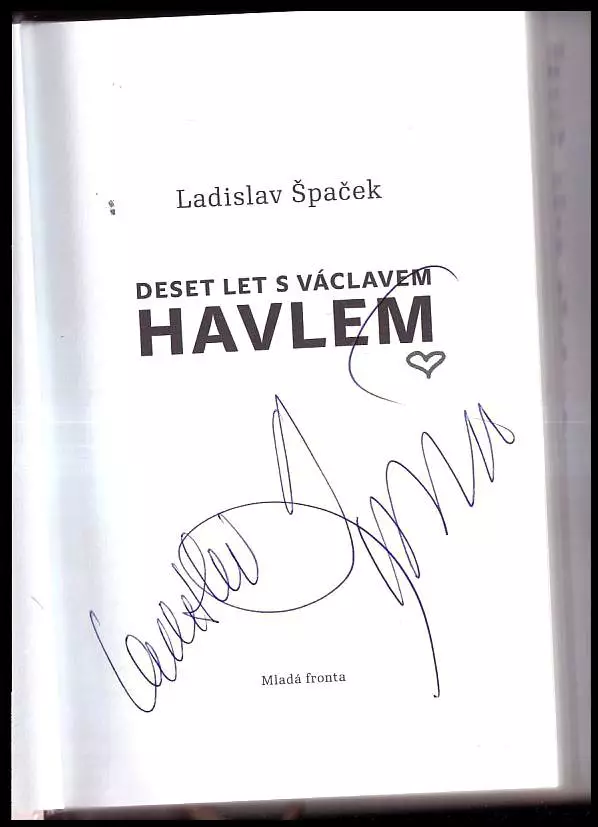 Ladislav Špaček
DESET LET S VÁCLAVEM
HAVLEM
Mladá fronta